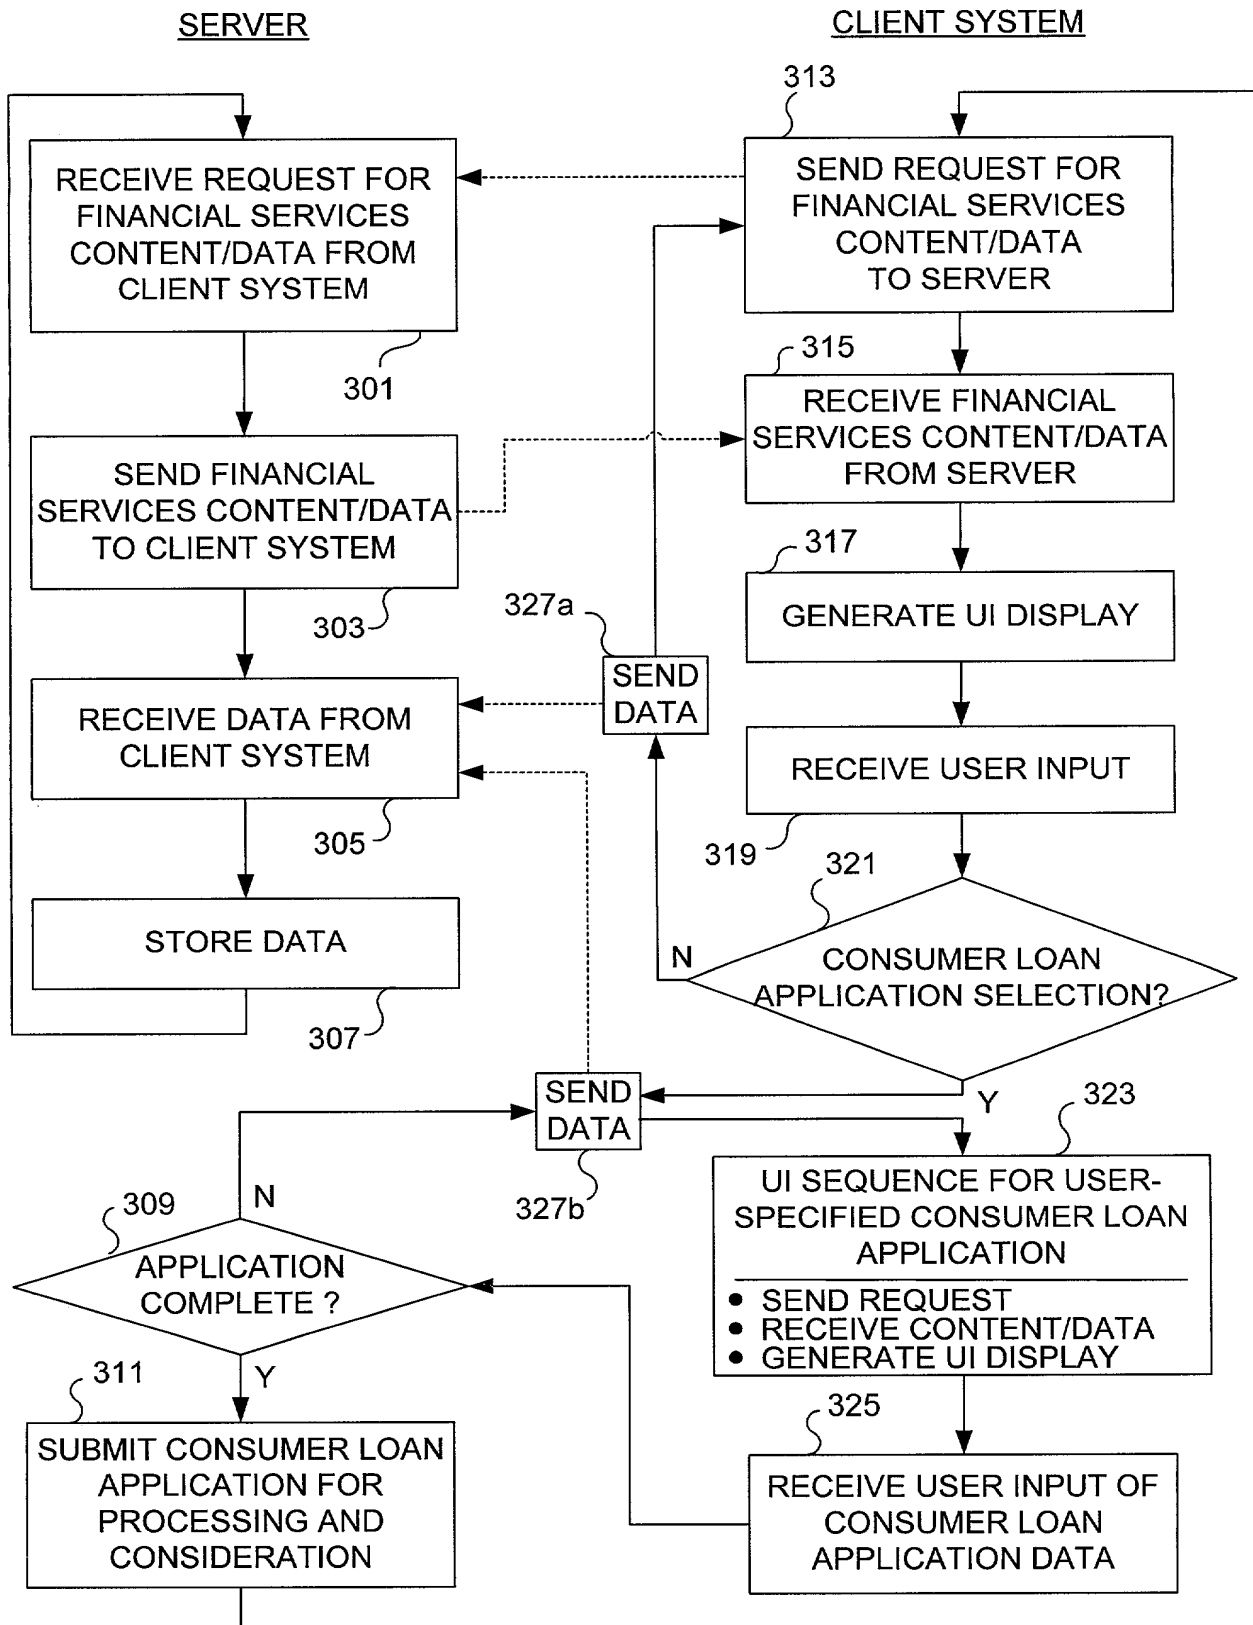 SERVER
RECEIVE REQUEST FOR
FINANCIAL SERVICES
CONTENT/DATA FROM
CLIENT SYSTEM
301
SEND FINANCIAL
SERVICES CONTENT/DATA
TO CLIENT SYSTEM
303
RECEIVE DATA FROM
CLIENT SYSTEM
305
STORE DATA
307
CLIENT SYSTEM
313
SEND REQUEST FOR
FINANCIAL SERVICES
CONTENT/DATA
TO SERVER
315
RECEIVE FINANCIAL
SERVICES CONTENT/DATA
FROM SERVER
317
GENERATE UI DISPLAY
327a
SEND
DATA
RECEIVE USER INPUT
319
321
N
CONSUMER LOAN
APPLICATION SELECTION?
Y
SEND
DATA
327b
323
UI SEQUENCE FOR USER-
SPECIFIED CONSUMER LOAN
APPLICATION
• SEND REQUEST
• RECEIVE CONTENT/DATA
• GENERATE UI DISPLAY
325
RECEIVE USER INPUT OF
CONSUMER LOAN
APPLICATION DATA
N
309
APPLICATION
COMPLETE ?
Y
311
SUBMIT CONSUMER LOAN
APPLICATION FOR
PROCESSING AND
CONSIDERATION